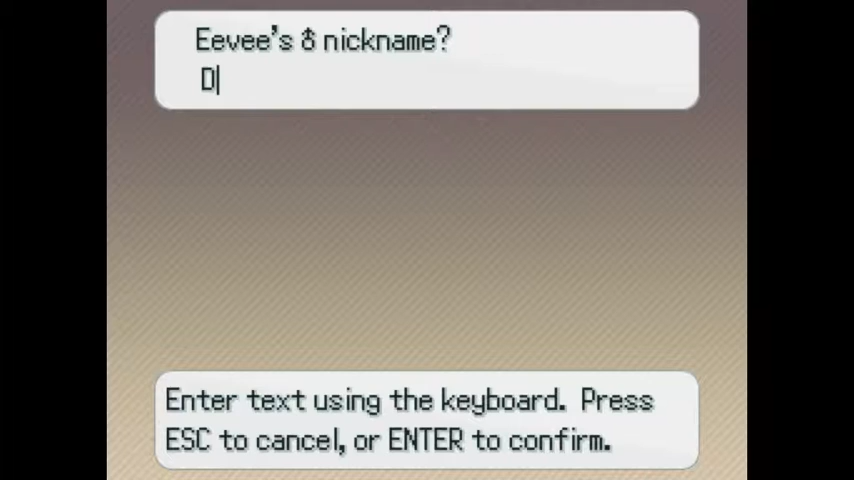 Eevee's ♂ nickname?
D
Enter text using the keyboard. Press
ESC to cancel, or ENTER to confirm.